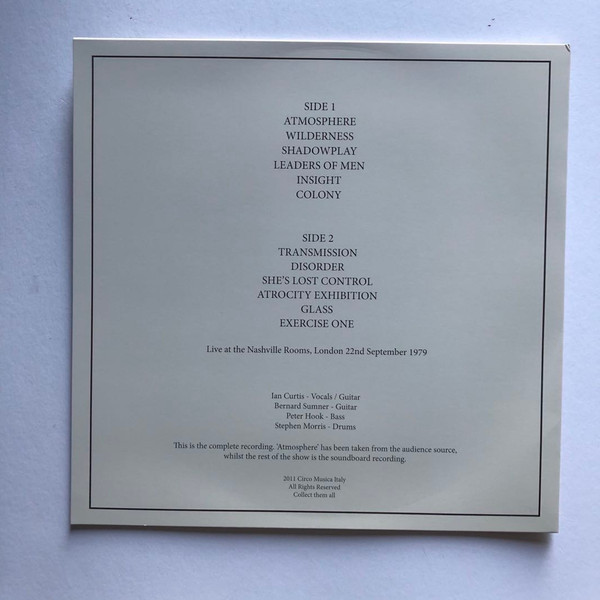 SIDE 1
ATMOSPHERE
WILDERNESS
SHADOWPLAY
LEADERS OF MEN
INSIGHT
COLONY
SIDE 2
TRANSMISSION
DISORDER
SHE'S LOST CONTROL
ATROCITY EXHIBITION
GLASS
EXERCISE ONE
Live at the Nashville Rooms, London 22nd September 1979
Ian Curtis - Vocals / Guitar
Bernard Sumner - Guitar
Peter Hook - Bass
Stephen Morris - Drums
This is the complete recording. 'Atmosphere' has been taken from the audience source,
whilst the rest of the show is the soundboard recording.
2011 Circo Musica Italy
All Rights Reserved
Collect them all